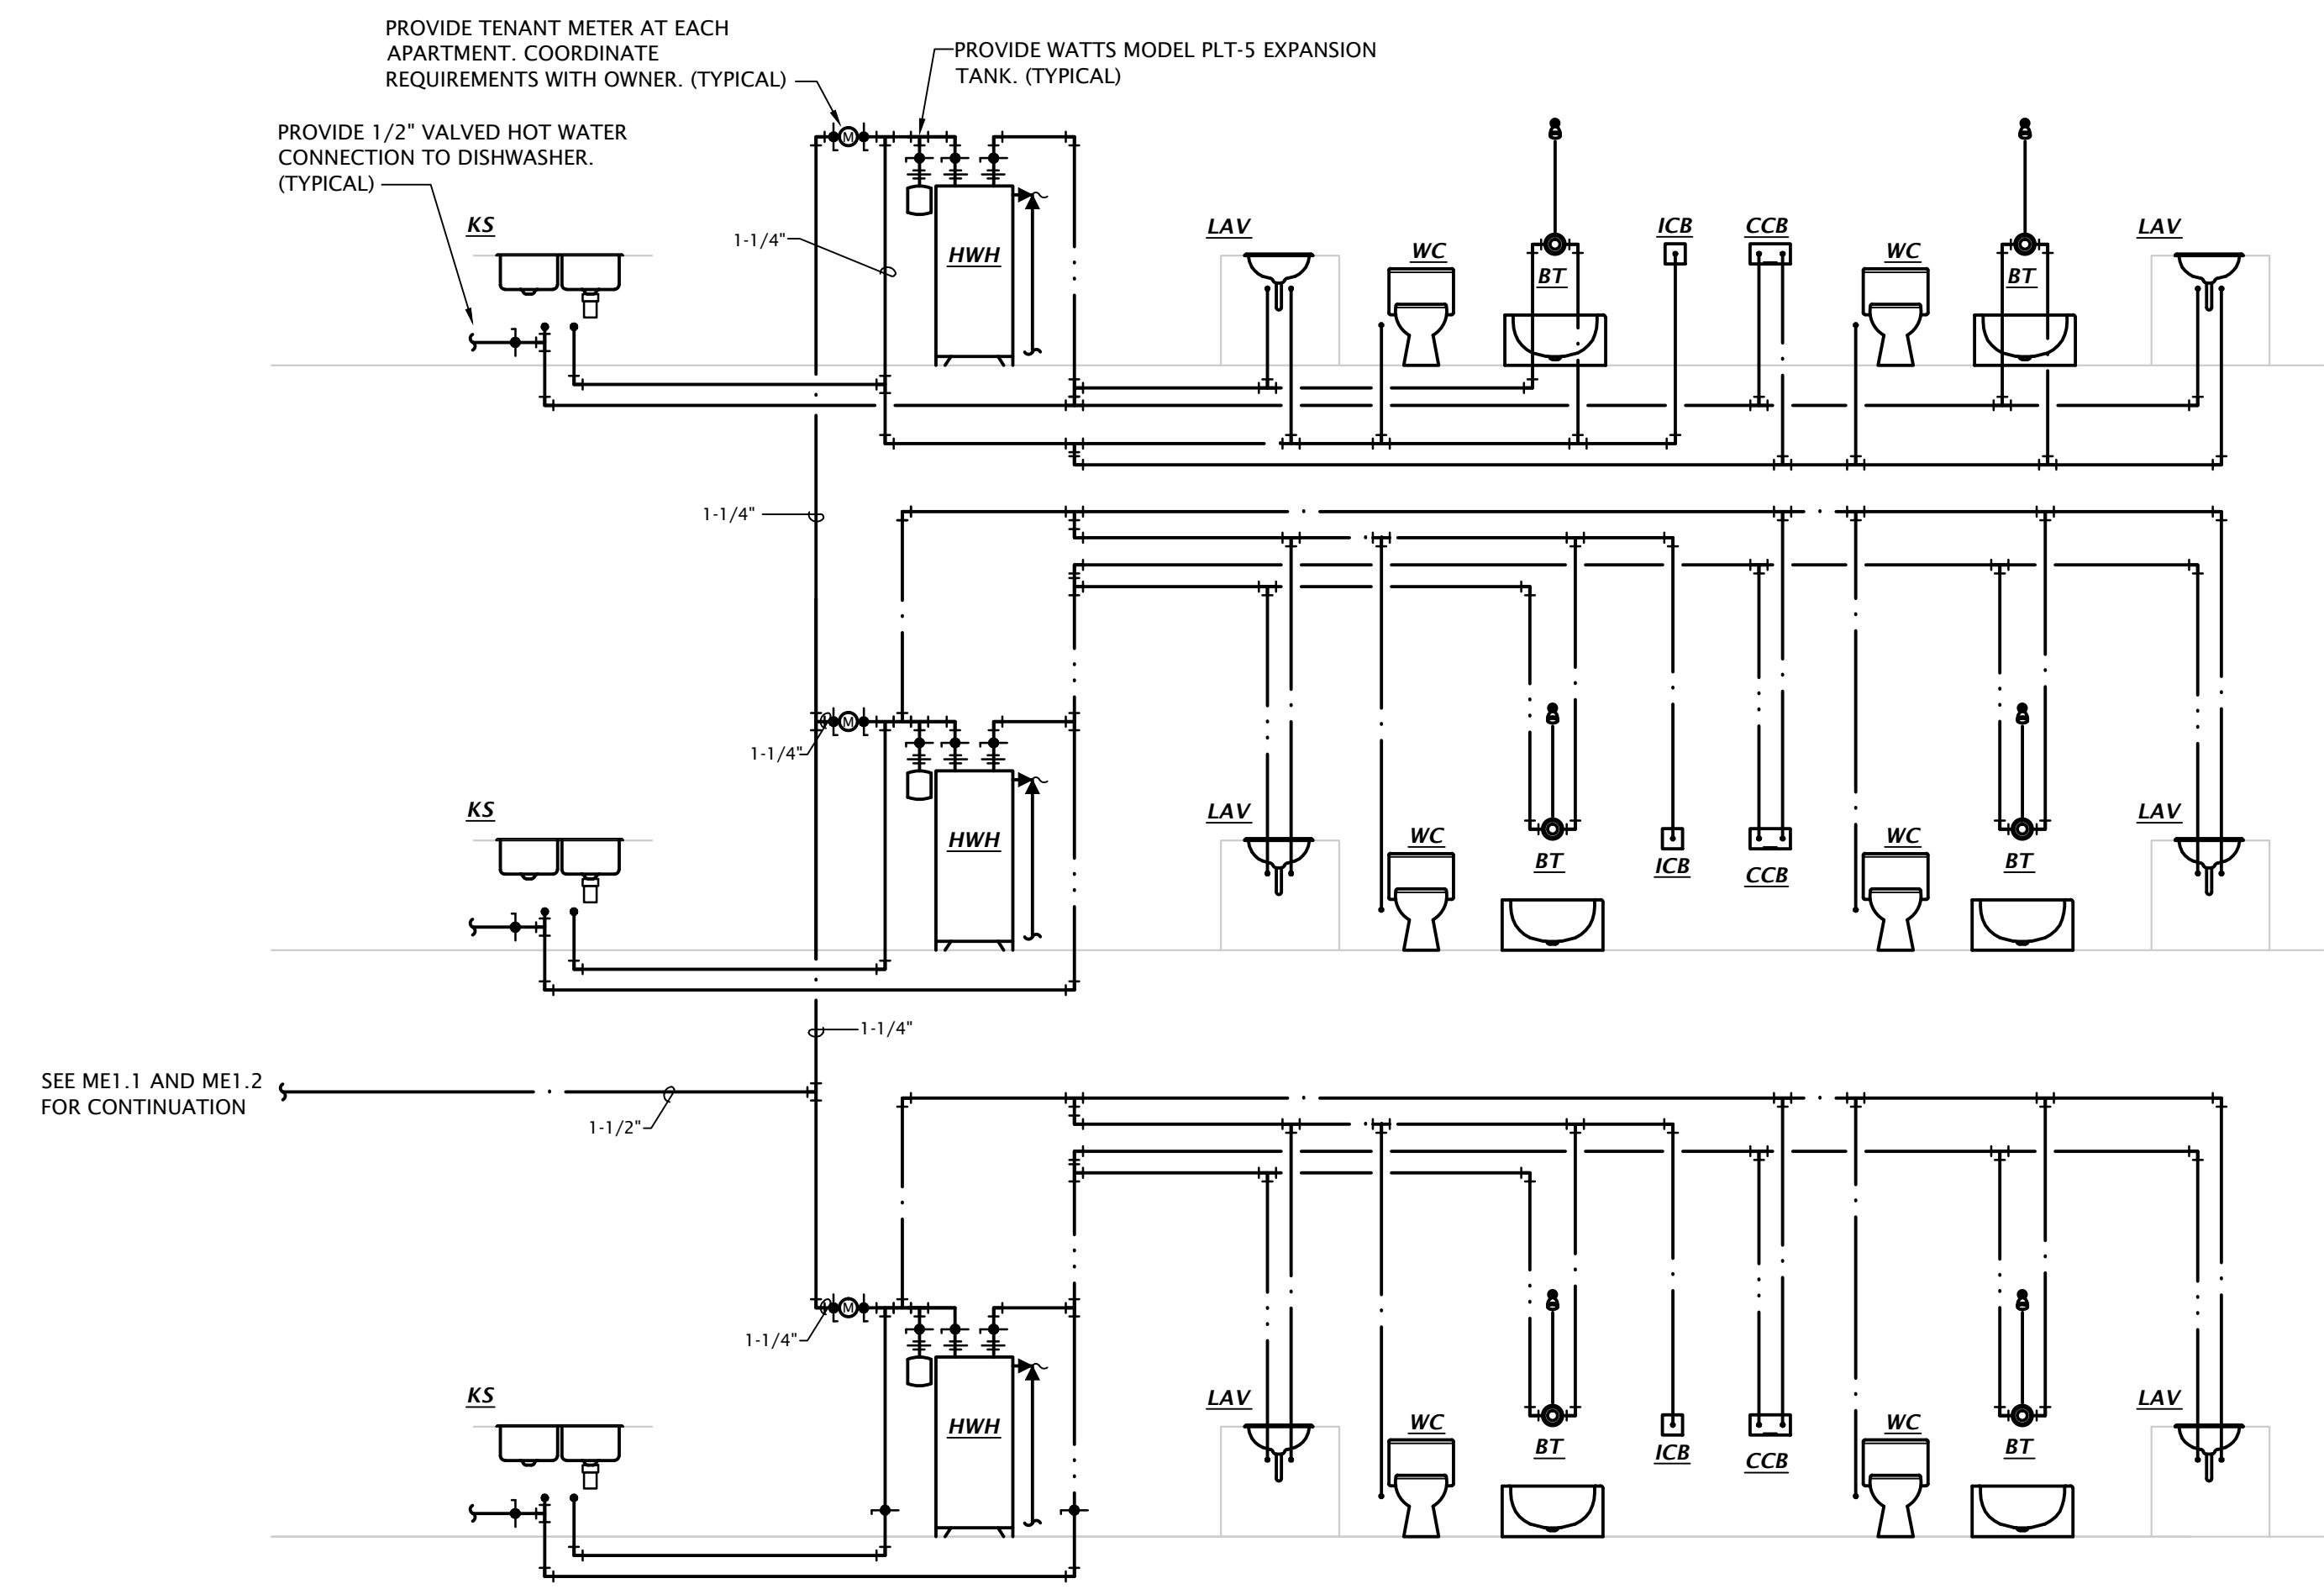 PROVIDE TENANT METER AT EACH
APARTMENT. COORDINATE
REQUIREMENTS WITH OWNER. (TYPICAL)
PROVIDE WATTS MODEL PLT-5 EXPANSION
TANK. (TYPICAL)
PROVIDE 1/2" VALVED HOT WATER
CONNECTION TO DISHWASHER.
(TYPICAL)
M
KS
1-1/4"
HWH
LAV
WC
BT
ICB
CCB
WC
BT
LAV
1-1/4"
M
1-1/4"
KS
HWH
LAV
WC
BT
ICB
CCB
WC
BT
LAV
1-1/4"
SEE ME1.1 AND ME1.2
FOR CONTINUATION
1-1/2"
M
1-1/4"
KS
HWH
LAV
WC
BT
ICB
CCB
WC
BT
LAV